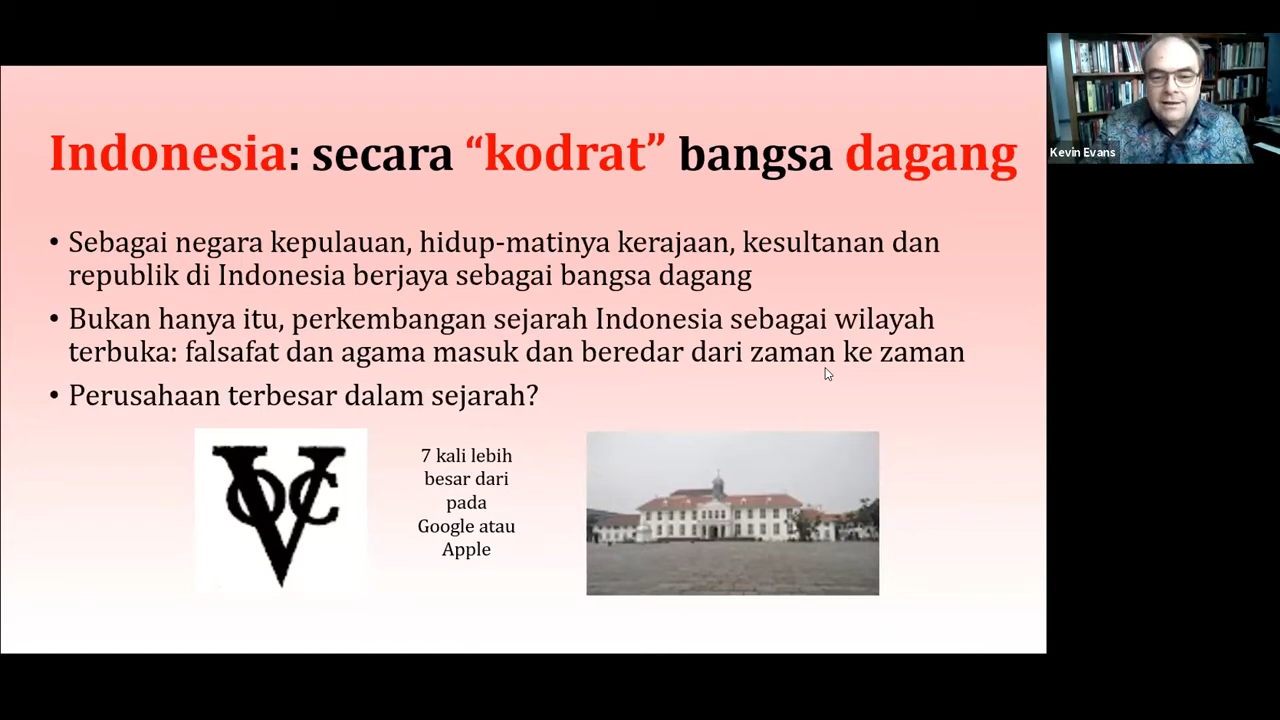 Indonesia: secara “kodrat” bangsa dagang
• Sebagai negara kepulauan, hidup-matinya kerajaan, kesultanan dan
republik di Indonesia berjaya sebagai bangsa dagang
• Bukan hanya itu, perkembangan sejarah Indonesia sebagai wilayah
terbuka: falsafat dan agama masuk dan beredar dari zaman ke zaman
• Perusahaan terbesar dalam sejarah?
VOC
7 kali lebih
besar dari
pada
Google atau
Apple
Kevin Evans